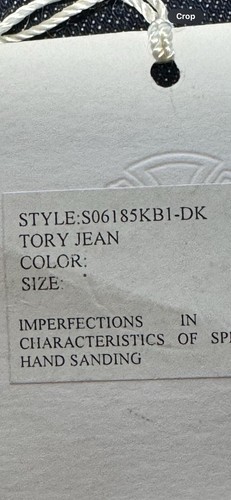 Crop
STYLE:S06185KB1-DK
TORY JEAN
COLOR:
SIZE:
IMPERFECTIONS IN
CHARACTERISTICS OF
HAND SANDING